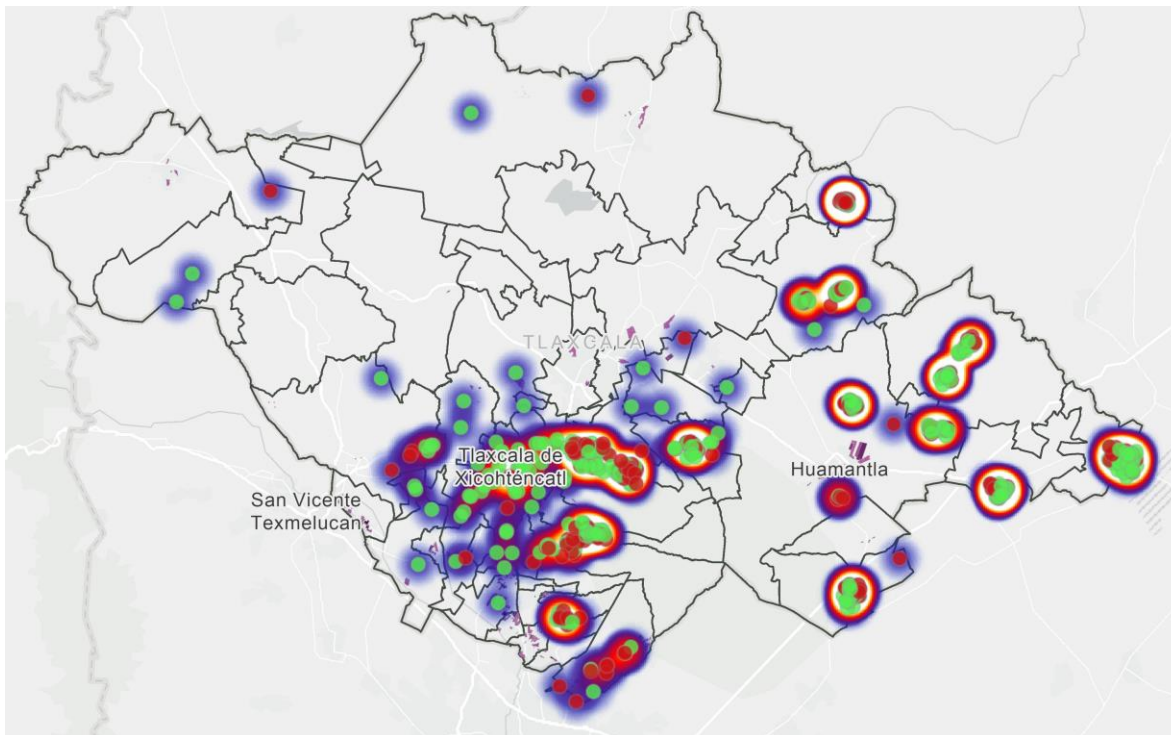 TLAXCALA
Tlaxcala de
Xicohténcatl
Huamantla
San Vicente
Texmelucan